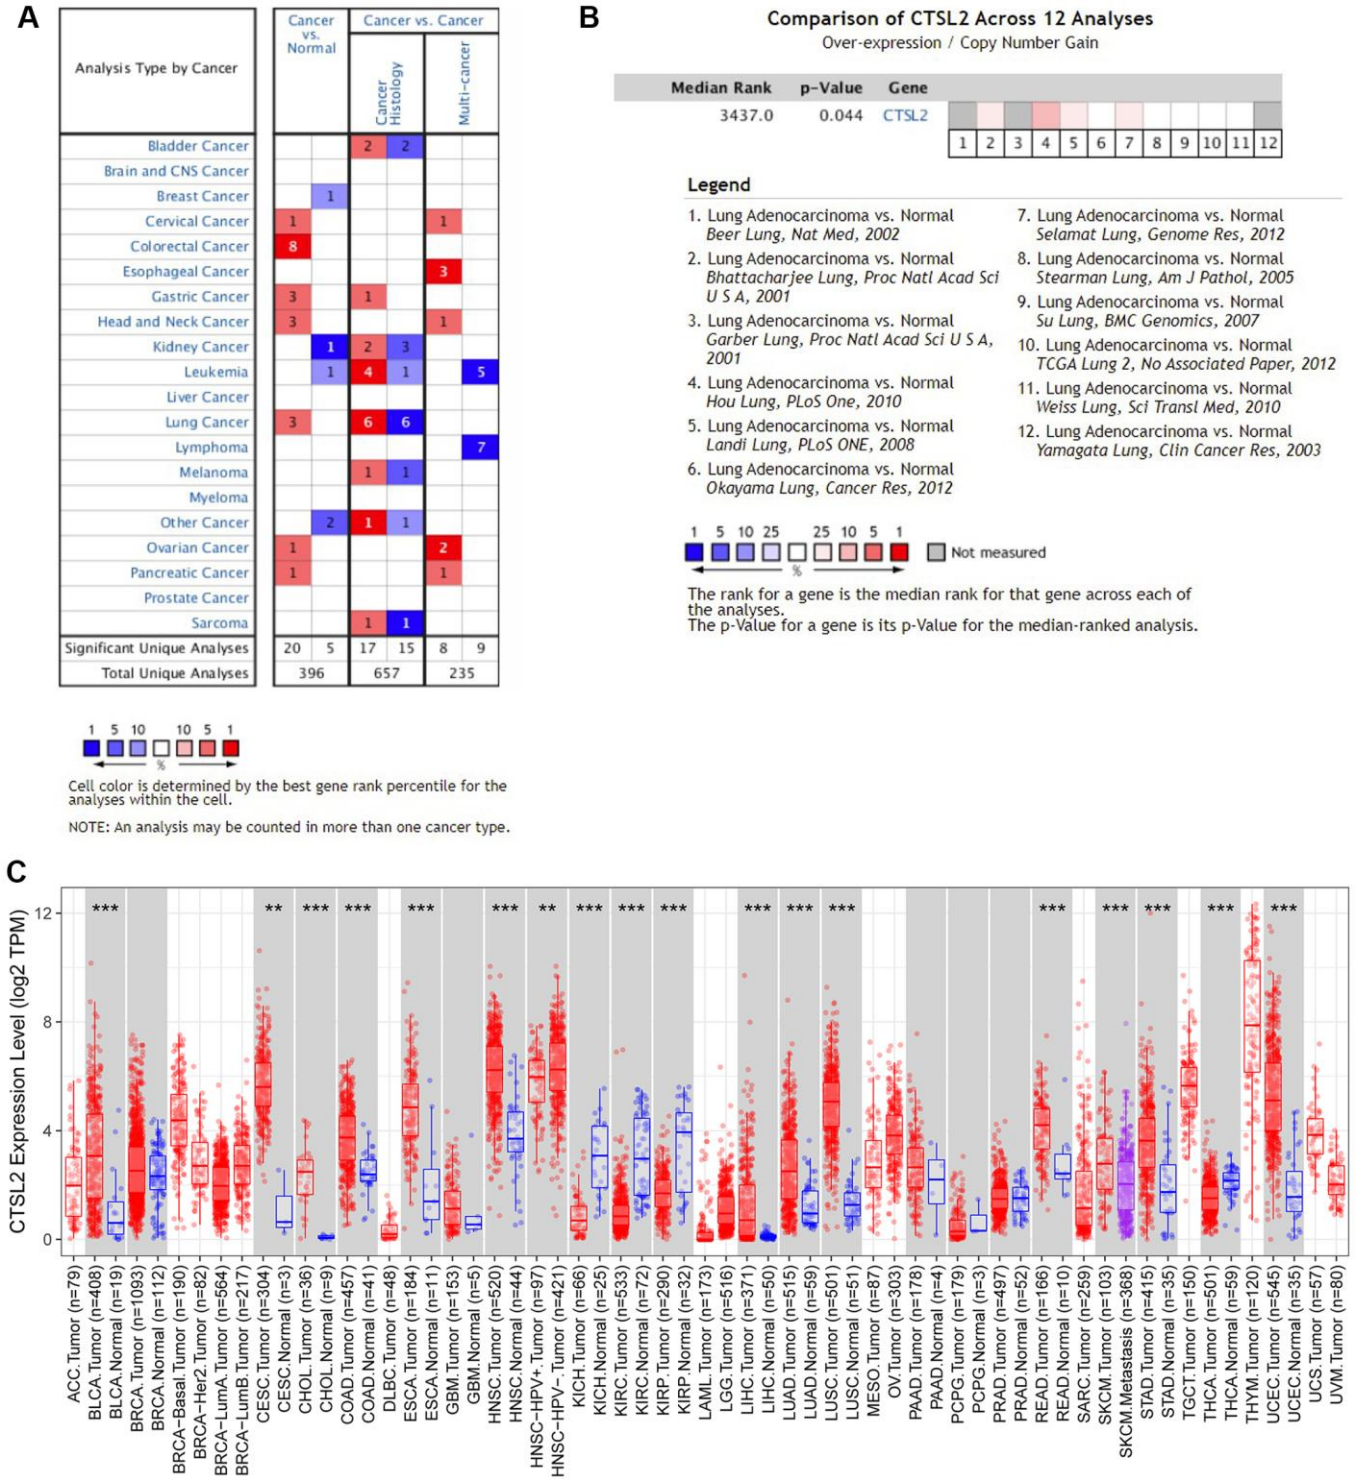 A
Analysis Type by Cancer
Cancer
vs.
Normal
Cancer vs. Cancer
Cancer
Histology
Multi-cancer
Bladder Cancer 2 2
Brain and CNS Cancer
Breast Cancer 1
Cervical Cancer 1 1
Colorectal Cancer 8
Esophageal Cancer 3
Gastric Cancer 3 1
Head and Neck Cancer 3 1
Kidney Cancer 1 2 3
Leukemia 1 4 1 5
Liver Cancer
Lung Cancer 3 6 6
Lymphoma 7
Melanoma 1 1
Myeloma
Other Cancer 2 1 1
Ovarian Cancer 1 2
Pancreatic Cancer 1 1
Prostate Cancer
Sarcoma 1 1
Significant Unique Analyses 20 5 17 15 8 9
Total Unique Analyses 396 657 235
1 5 10 10 5 1
%
Cell color is determined by the best gene rank percentile for the
analyses within the cell.
NOTE: An analysis may be counted in more than one cancer type.
B
Comparison of CTSL2 Across 12 Analyses
Over-expression / Copy Number Gain
Median Rank p-Value Gene
3437.0 0.044 CTSL2
1 2 3 4 5 6 7 8 9 10 11 12
Legend
1. Lung Adenocarcinoma vs. Normal
Beer Lung, Nat Med, 2002
2. Lung Adenocarcinoma vs. Normal
Bhattacharjee Lung, Proc Natl Acad Sci
U S A, 2001
3. Lung Adenocarcinoma vs. Normal
Garber Lung, Proc Natl Acad Sci U S A,
2001
4. Lung Adenocarcinoma vs. Normal
Hou Lung, PLoS One, 2010
5. Lung Adenocarcinoma vs. Normal
Landi Lung, PLoS ONE, 2008
6. Lung Adenocarcinoma vs. Normal
Okayama Lung, Cancer Res, 2012
7. Lung Adenocarcinoma vs. Normal
Selamat Lung, Genome Res, 2012
8. Lung Adenocarcinoma vs. Normal
Stearman Lung, Am J Pathol, 2005
9. Lung Adenocarcinoma vs. Normal
Su Lung, BMC Genomics, 2007
10. Lung Adenocarcinoma vs. Normal
TCGA Lung 2, No Associated Paper, 2012
11. Lung Adenocarcinoma vs. Normal
Weiss Lung, Sci Transl Med, 2010
12. Lung Adenocarcinoma vs. Normal
Yamagata Lung, Clin Cancer Res, 2003
1 5 10 25 25 10 5 1
%
Not measured
The rank for a gene is the median rank for that gene across each of
the analyses.
The p-Value for a gene is its p-Value for the median-ranked analysis.
C
CTSL2 Expression Level (log2 TPM)
12
8
4
0
*** ** *** *** *** *** ** *** *** *** *** *** *** *** *** *** *** ***
ACC.Tumor (n=79)
BLCA.Tumor (n=408)
BLCA.Normal (n=19)
BRCA.Tumor (n=1093)
BRCA.Normal (n=112)
BRCA-Basal.Tumor (n=190)
BRCA-Her2.Tumor (n=82)
BRCA-LumA.Tumor (n=564)
BRCA-LumB.Tumor (n=217)
CESC.Tumor (n=304)
CESC.Normal (n=3)
CHOL.Tumor (n=36)
CHOL.Normal (n=9)
COAD.Tumor (n=457)
COAD.Normal (n=41)
DLBC.Tumor (n=48)
ESCA.Tumor (n=184)
ESCA.Normal (n=11)
GBM.Tumor (n=153)
GBM.Normal (n=5)
HNSC.Tumor (n=520)
HNSC.Normal (n=44)
HNSC-HPV+.Tumor (n=97)
HNSC-HPV-.Tumor (n=421)
KICH.Tumor (n=66)
KICH.Normal (n=25)
KIRC.Tumor (n=533)
KIRC.Normal (n=72)
KIRP.Tumor (n=290)
KIRP.Normal (n=32)
LAML.Tumor (n=173)
LGG.Tumor (n=516)
LIHC.Tumor (n=371)
LIHC.Normal (n=50)
LUAD.Tumor (n=515)
LUAD.Normal (n=59)
LUSC.Tumor (n=501)
LUSC.Normal (n=51)
MESO.Tumor (n=87)
OV.Tumor (n=303)
PAAD.Tumor (n=178)
PAAD.Normal (n=4)
PCPG.Tumor (n=179)
PCPG.Normal (n=3)
PRAD.Tumor (n=497)
PRAD.Normal (n=52)
READ.Tumor (n=166)
READ.Normal (n=10)
SARC.Tumor (n=259)
SKCM.Tumor (n=103)
SKCM.Metastasis (n=368)
STAD.Tumor (n=415)
STAD.Normal (n=35)
TGCT.Tumor (n=150)
THCA.Tumor (n=501)
THCA.Normal (n=59)
THYM.Tumor (n=120)
UCEC.Tumor (n=545)
UCEC.Normal (n=35)
UCS.Tumor (n=57)
UVM.Tumor (n=80)